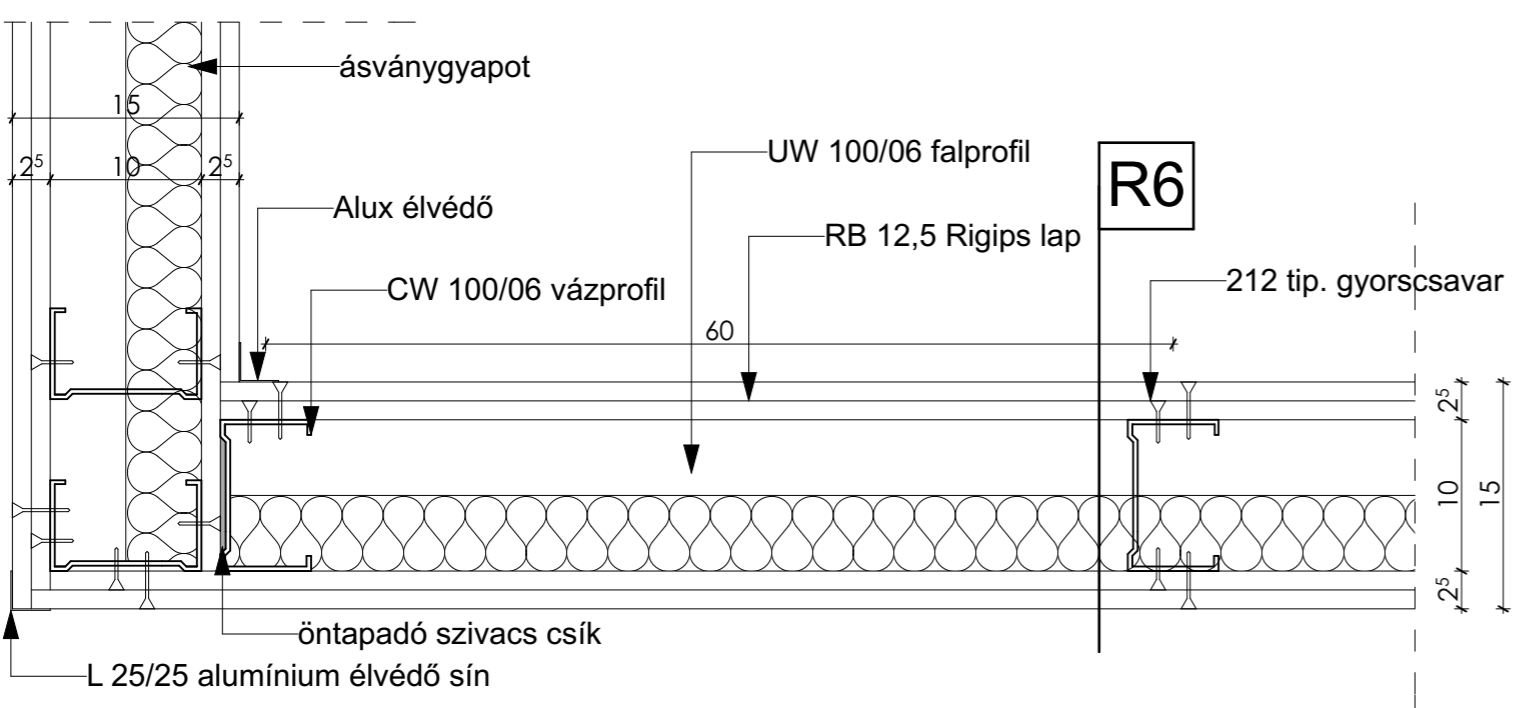 ásványgyapot
15
2⁵ 10 2⁵
UW 100/06 falprofil
R6
Alux élvédő
RB 12,5 Rigips lap
CW 100/06 vázprofil
212 tip. gyorscsavar
60
2⁵
10
15
2⁵
öntapadó szivacs csík
L 25/25 alumínium élvédő sín